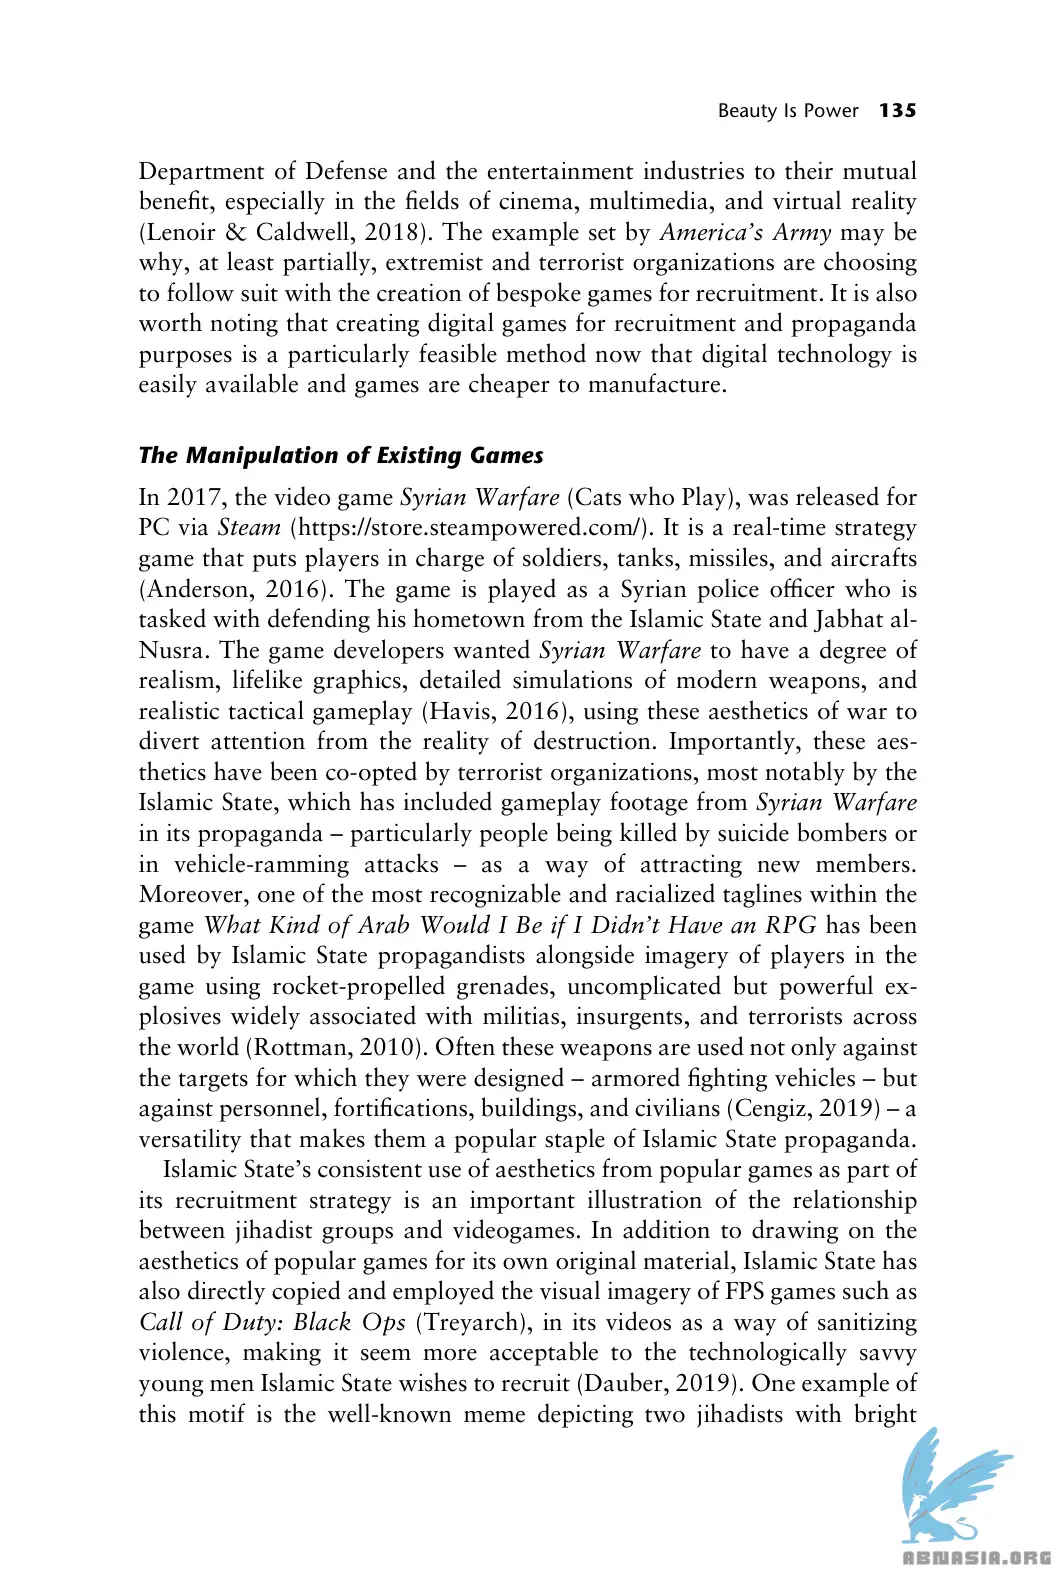 Beauty Is Power 135
Department of Defense and the entertainment industries to their mutual
benefit, especially in the fields of cinema, multimedia, and virtual reality
(Lenoir & Caldwell, 2018). The example set by America's Army may be
why, at least partially, extremist and terrorist organizations are choosing
to follow suit with the creation of bespoke games for recruitment. It is also
worth noting that creating digital games for recruitment and propaganda
purposes is a particularly feasible method now that digital technology is
easily available and games are cheaper to manufacture.
The Manipulation of Existing Games
In 2017, the video game Syrian Warfare (Cats who Play), was released for
PC via Steam (https://store.steampowered.com/). It is a real-time strategy
game that puts players in charge of soldiers, tanks, missiles, and aircrafts
(Anderson, 2016). The game is played as a Syrian police officer who is
tasked with defending his hometown from the Islamic State and Jabhat al-
Nusra. The game developers wanted Syrian Warfare to have a degree of
realism, lifelike graphics, detailed simulations of modern weapons, and
realistic tactical gameplay (Havis, 2016), using these aesthetics of war to
divert attention from the reality of destruction. Importantly, these aes-
thetics have been co-opted by terrorist organizations, most notably by the
Islamic State, which has included gameplay footage from Syrian Warfare
in its propaganda – particularly people being killed by suicide bombers or
in vehicle-ramming attacks – as a way of attracting new members.
Moreover, one of the most recognizable and racialized taglines within the
game What Kind of Arab Would I Be if I Didn't Have an RPG has been
used by Islamic State propagandists alongside imagery of players in the
game using rocket-propelled grenades, uncomplicated but powerful ex-
plosives widely associated with militias, insurgents, and terrorists across
the world (Rottman, 2010). Often these weapons are used not only against
the targets for which they were designed – armored fighting vehicles – but
against personnel, fortifications, buildings, and civilians (Cengiz, 2019) – a
versatility that makes them a popular staple of Islamic State propaganda.
Islamic State's consistent use of aesthetics from popular games as part of
its recruitment strategy is an important illustration of the relationship
between jihadist groups and videogames. In addition to drawing on the
aesthetics of popular games for its own original material, Islamic State has
also directly copied and employed the visual imagery of FPS games such as
Call of Duty: Black Ops (Treyarch), in its videos as a way of sanitizing
violence, making it seem more acceptable to the technologically savvy
young men Islamic State wishes to recruit (Dauber, 2019). One example of
this motif is the well-known meme depicting two jihadists with bright
ABNASIA.ORG